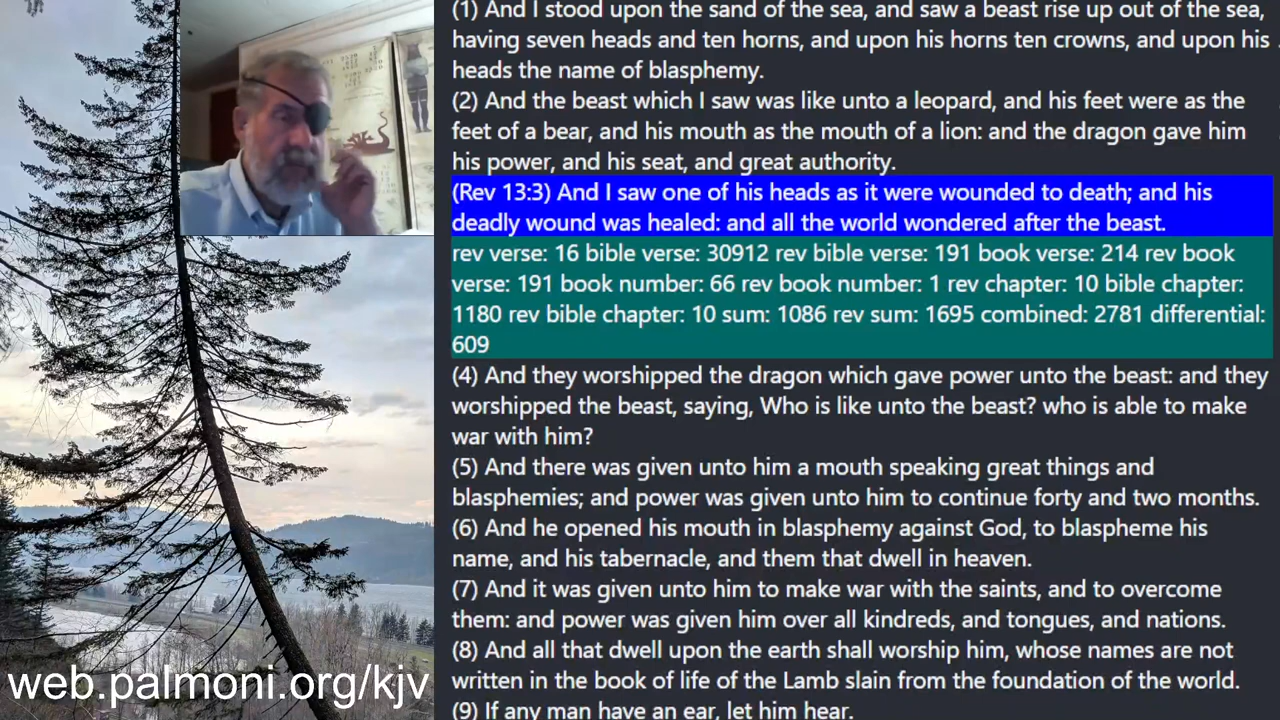 (1) And I stood upon the sand of the sea, and saw a beast rise up out of the sea,
having seven heads and ten horns, and upon his horns ten crowns, and upon his
heads the name of blasphemy.
(2) And the beast which I saw was like unto a leopard, and his feet were as the
feet of a bear, and his mouth as the mouth of a lion: and the dragon gave him
his power, and his seat, and great authority.
(Rev 13:3) And I saw one of his heads as it were wounded to death; and his
deadly wound was healed: and all the world wondered after the beast.
rev verse: 16 bible verse: 30912 rev bible verse: 191 book verse: 214 rev book
verse: 191 book number: 66 rev book number: 1 rev chapter: 10 bible chapter:
1180 rev bible chapter: 10 sum: 1086 rev sum: 1695 combined: 2781 differential:
609
(4) And they worshipped the dragon which gave power unto the beast: and they
worshipped the beast, saying, Who is like unto the beast? who is able to make
war with him?
(5) And there was given unto him a mouth speaking great things and
blasphemies; and power was given unto him to continue forty and two months.
(6) And he opened his mouth in blasphemy against God, to blaspheme his
name, and his tabernacle, and them that dwell in heaven.
(7) And it was given unto him to make war with the saints, and to overcome
them: and power was given him over all kindreds, and tongues, and nations.
(8) And all that dwell upon the earth shall worship him, whose names are not
written in the book of life of the Lamb slain from the foundation of the world.
(9) If any man have an ear, let him hear.
web.palmoni.org/kjv